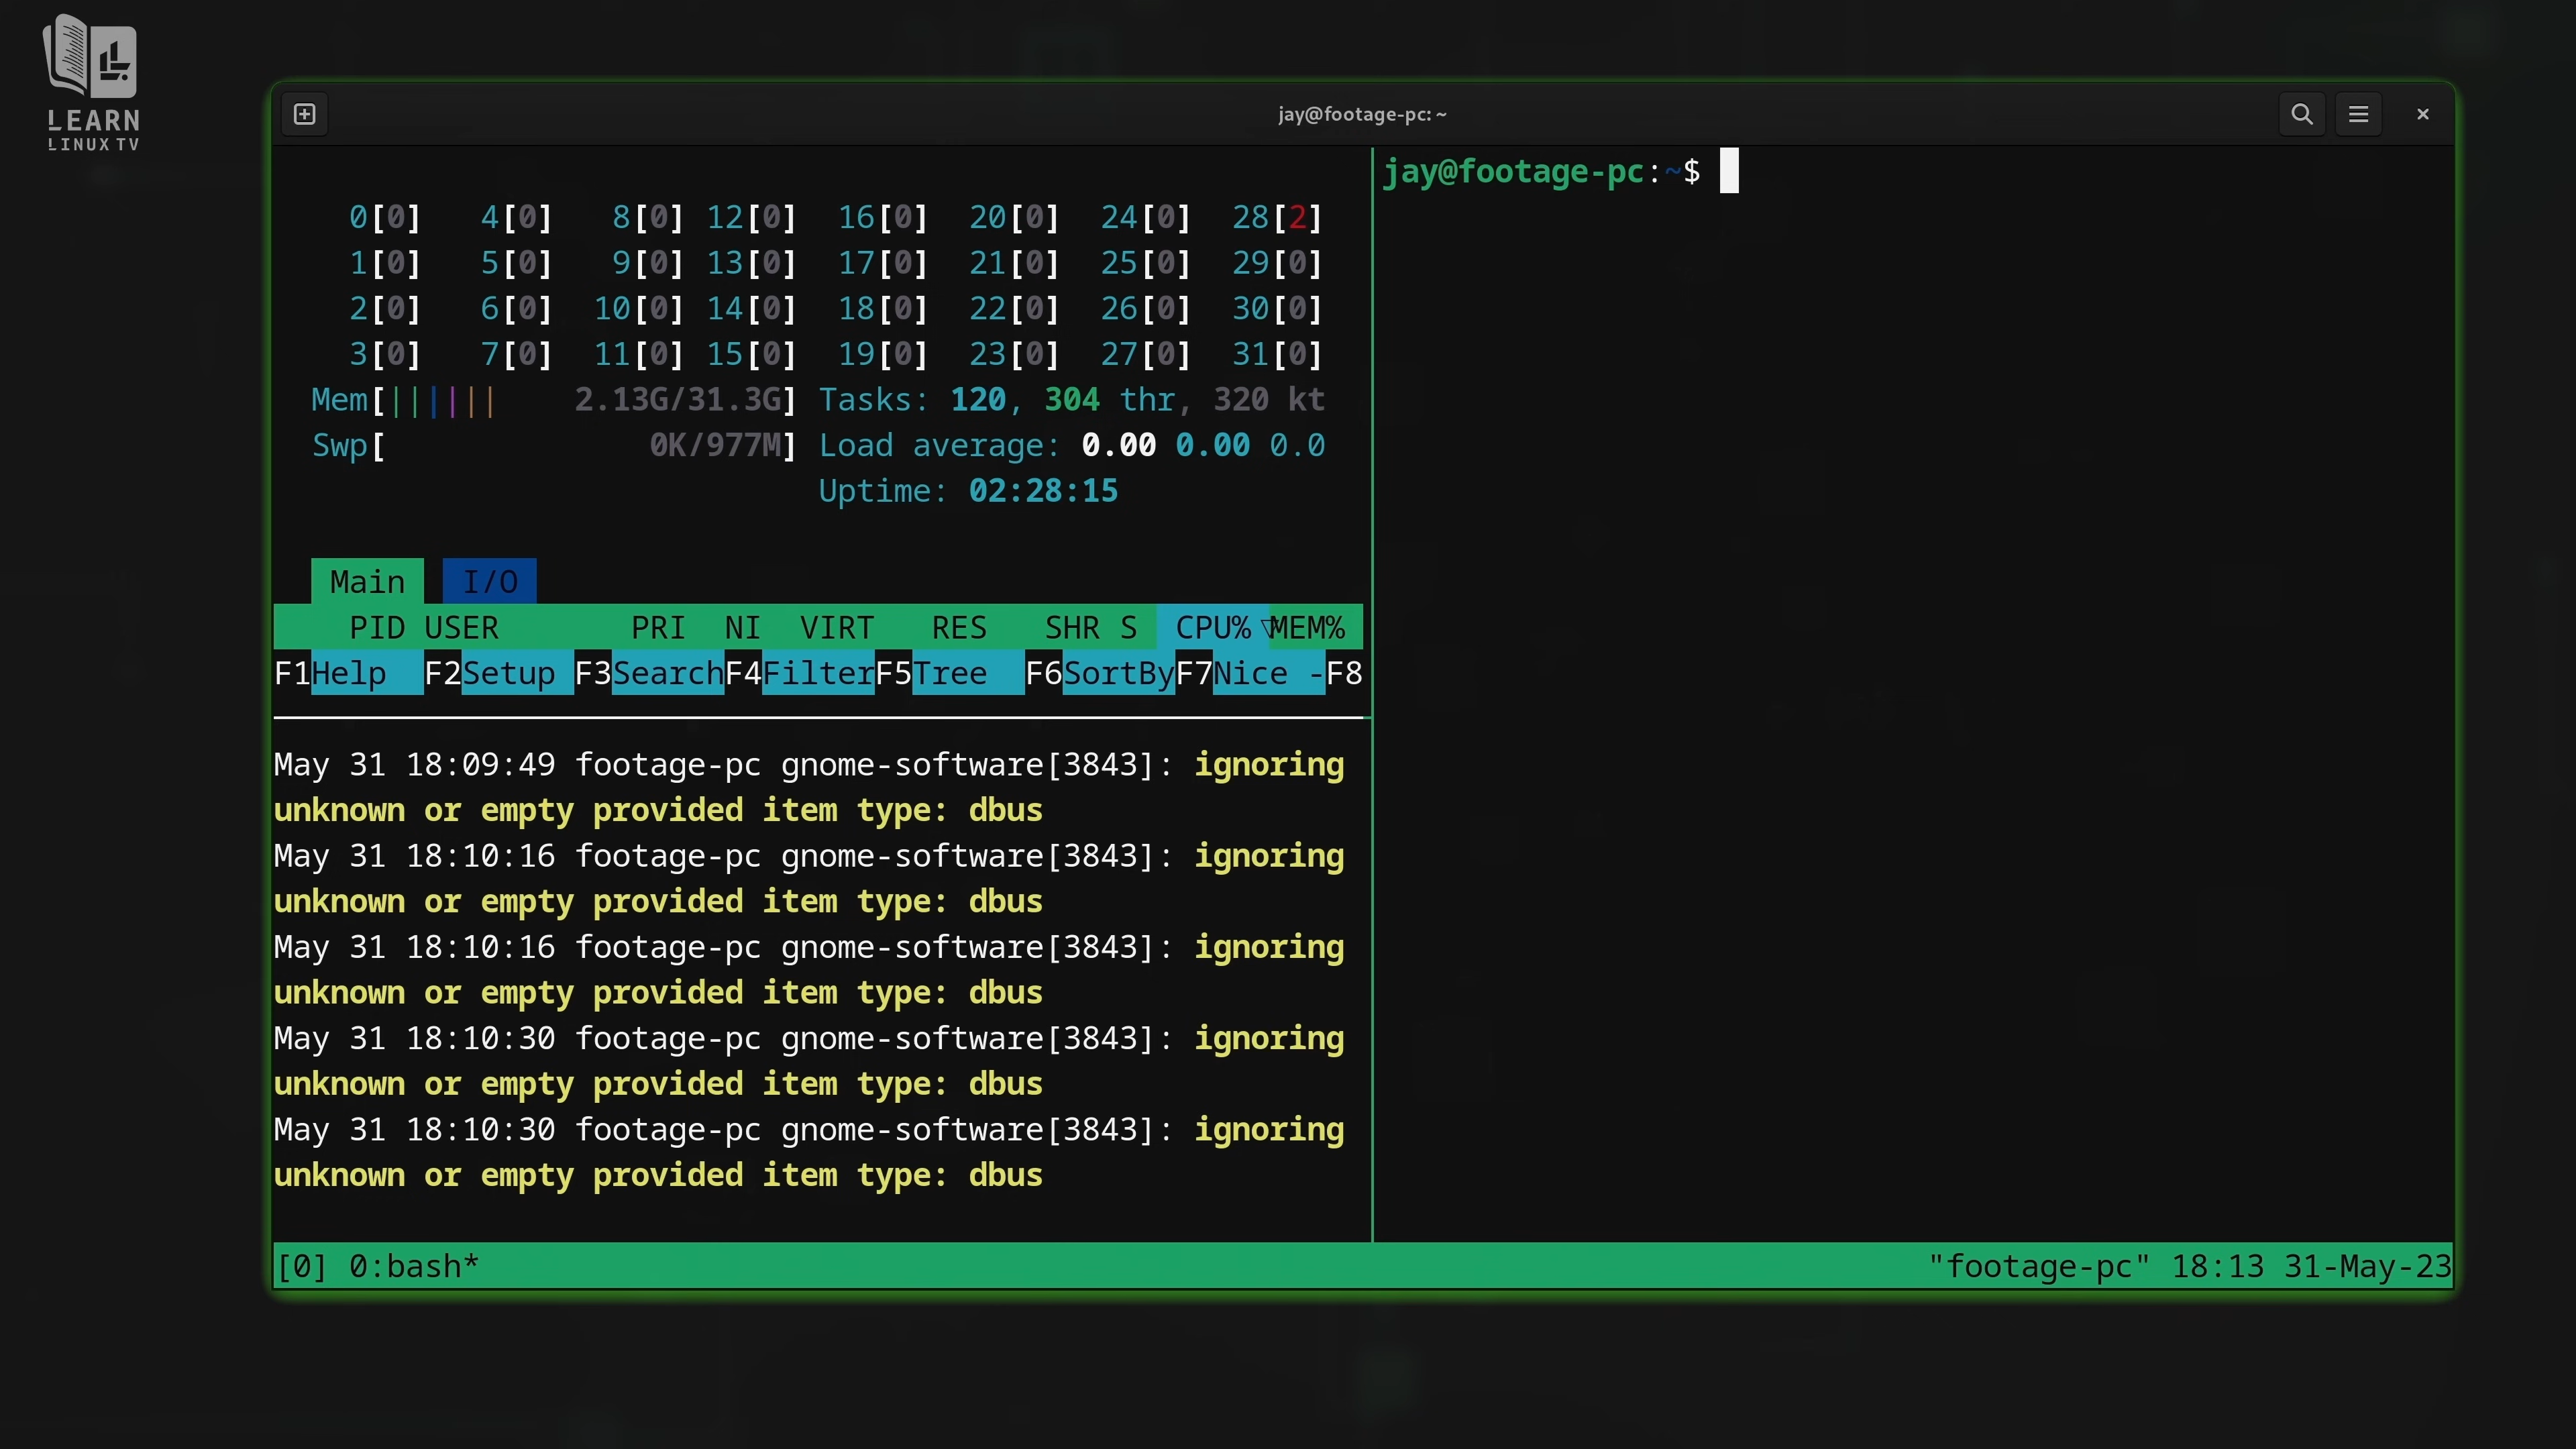 LEARN
LINUX TV
jay@footage-pc: ~
0[0] 4[0] 8[0] 12[0] 16[0] 20[0] 24[0] 28[2]
1[0] 5[0] 9[0] 13[0] 17[0] 21[0] 25[0] 29[0]
2[0] 6[0] 10[0] 14[0] 18[0] 22[0] 26[0] 30[0]
3[0] 7[0] 11[0] 15[0] 19[0] 23[0] 27[0] 31[0]
Mem[|||||| 2.13G/31.3G] Tasks: 120, 304 thr, 320 kt
Swp[ 0K/977M] Load average: 0.00 0.00 0.0
Uptime: 02:28:15
Main I/O
PID USER PRI NI VIRT RES SHR S CPU%▽MEM%
F1Help F2Setup F3SearchF4FilterF5Tree F6SortByF7Nice -F8
May 31 18:09:49 footage-pc gnome-software[3843]: ignoring
unknown or empty provided item type: dbus
May 31 18:10:16 footage-pc gnome-software[3843]: ignoring
unknown or empty provided item type: dbus
May 31 18:10:16 footage-pc gnome-software[3843]: ignoring
unknown or empty provided item type: dbus
May 31 18:10:30 footage-pc gnome-software[3843]: ignoring
unknown or empty provided item type: dbus
May 31 18:10:30 footage-pc gnome-software[3843]: ignoring
unknown or empty provided item type: dbus
jay@footage-pc:~$
[0] 0:bash* "footage-pc" 18:13 31-May-23